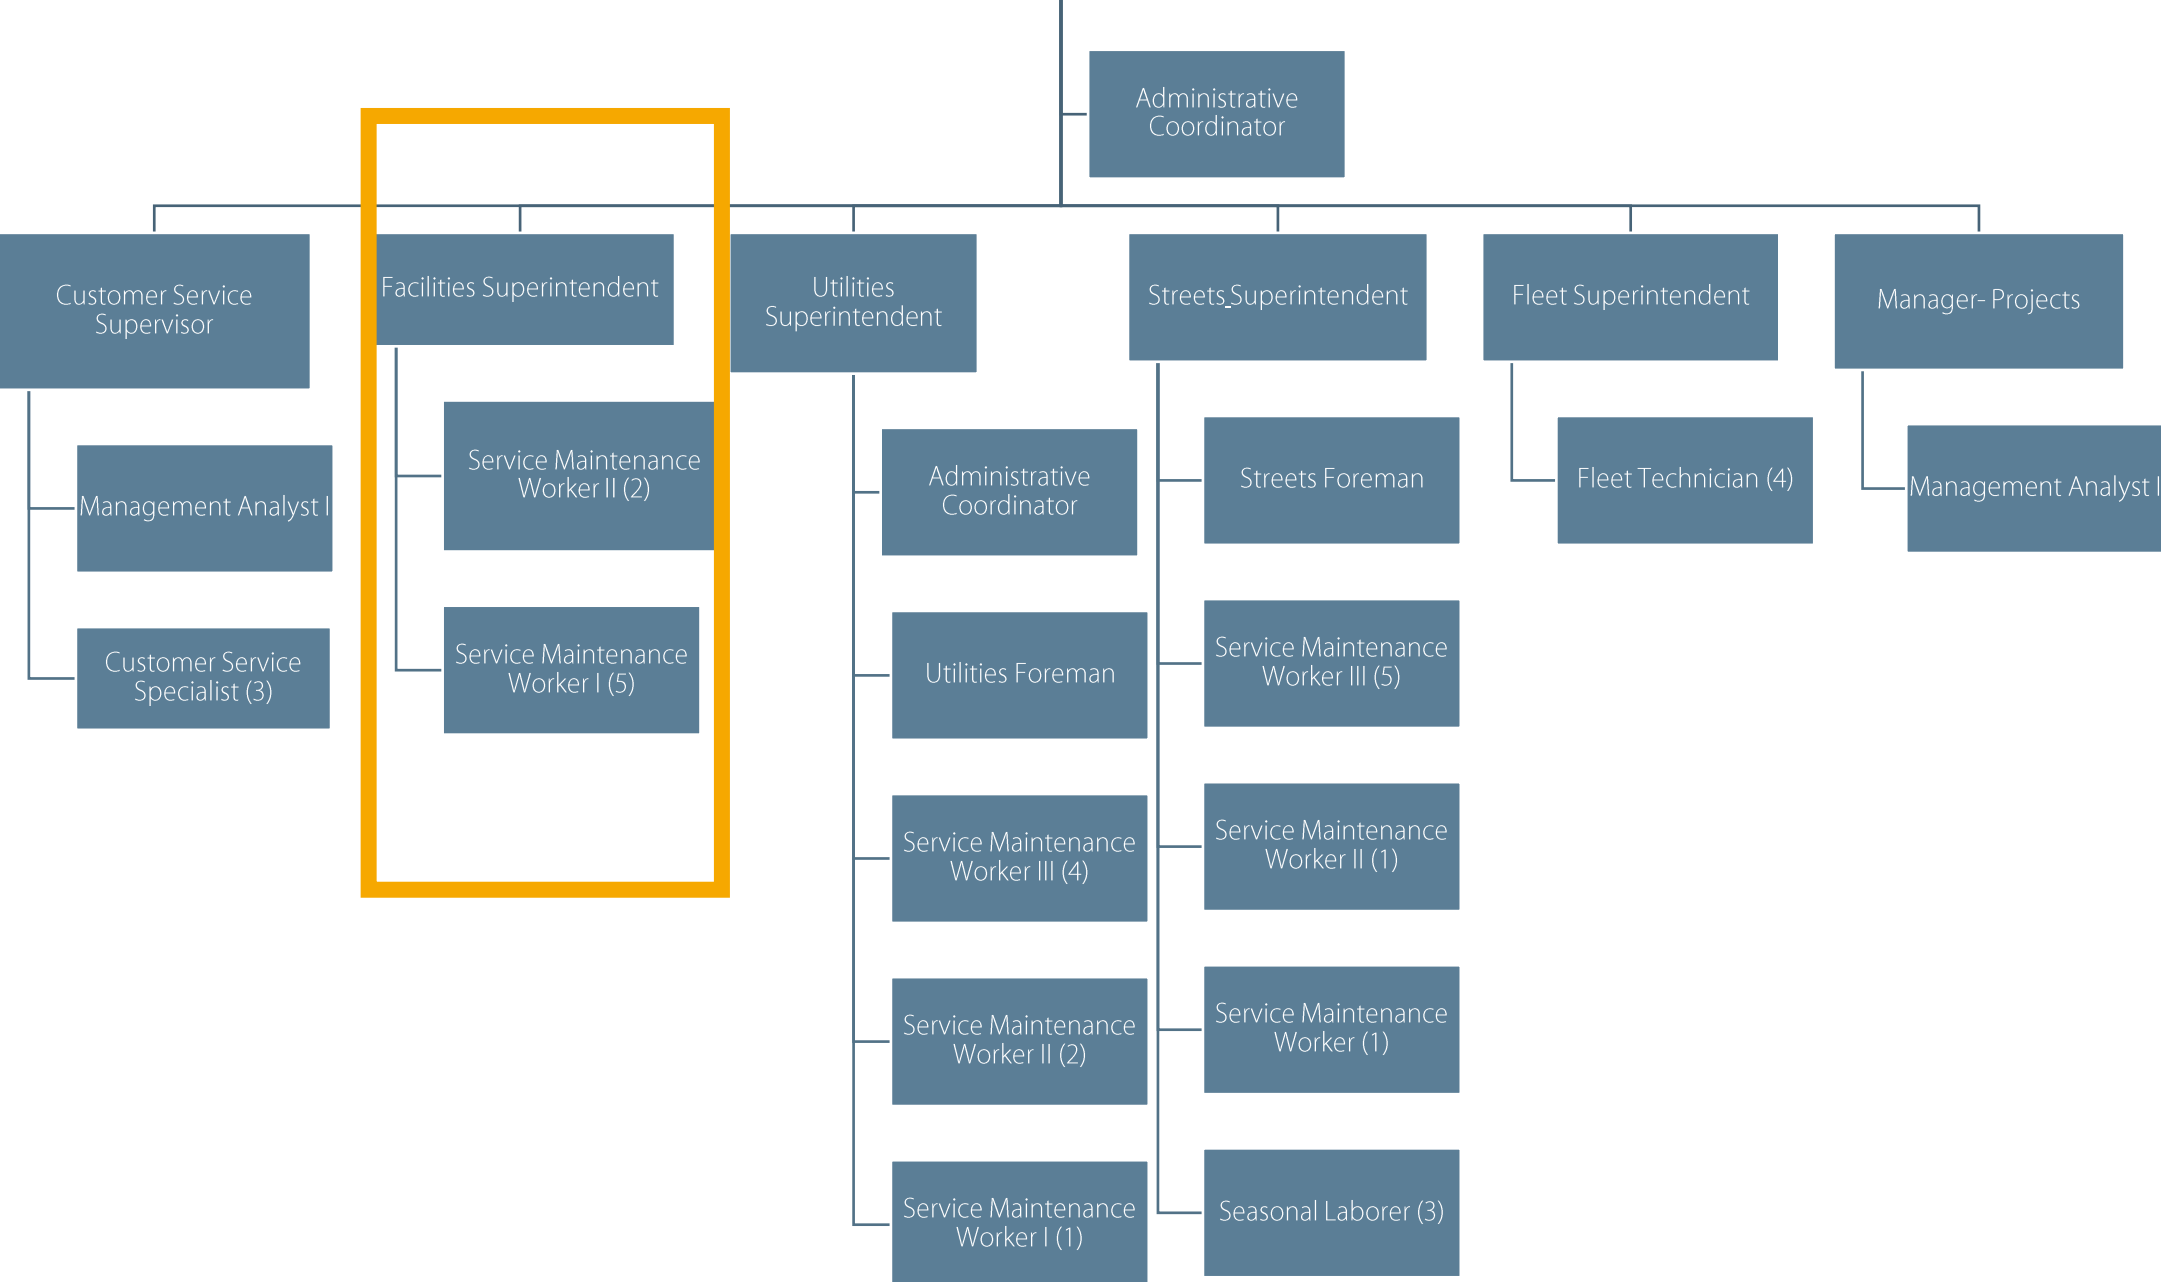 Administrative
Coordinator
Customer Service
Supervisor
Management Analyst I
Customer Service
Specialist (3)
Facilities Superintendent
Service Maintenance
Worker II (2)
Service Maintenance
Worker I (5)
Utilities
Superintendent
Administrative
Coordinator
Utilities Foreman
Service Maintenance
Worker III (4)
Service Maintenance
Worker II (2)
Service Maintenance
Worker I (1)
Streets Superintendent
Streets Foreman
Service Maintenance
Worker III (5)
Service Maintenance
Worker II (1)
Service Maintenance
Worker (1)
Seasonal Laborer (3)
Fleet Superintendent
Fleet Technician (4)
Manager- Projects
Management Analyst I